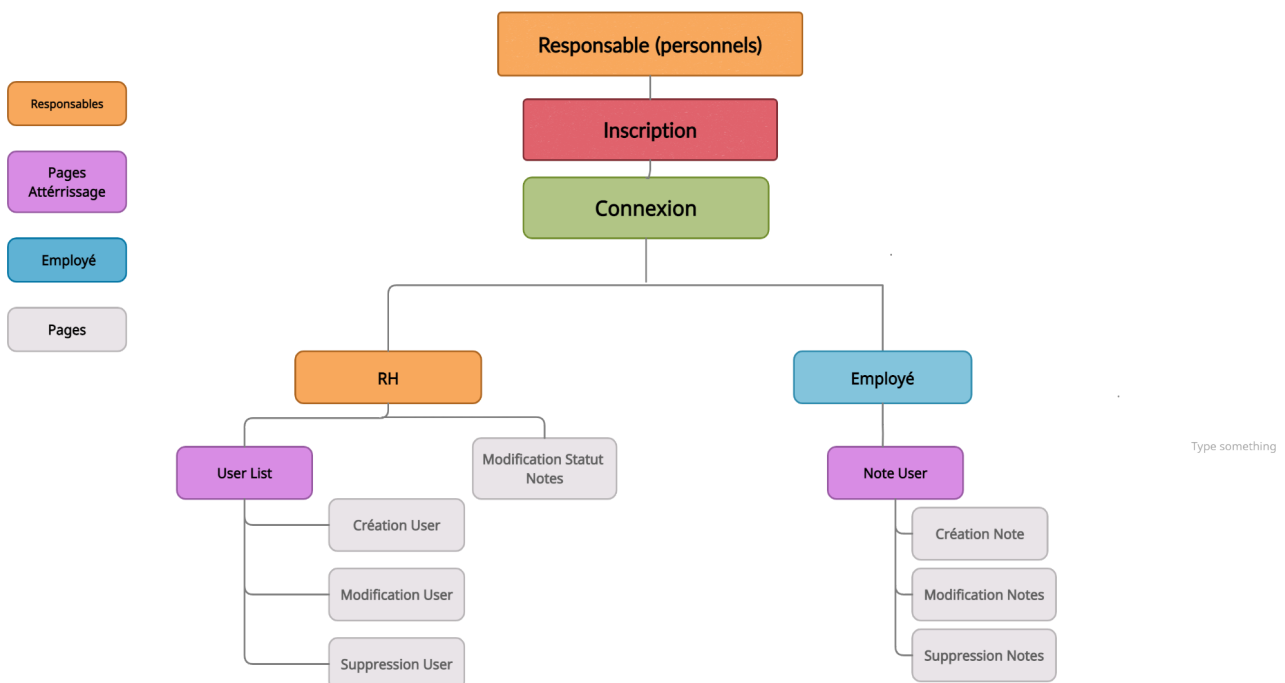 Responsable (personnels)
Responsables
Inscription
Pages
Attérrissage
Connexion
Employé
Pages
RH
Employé
User List
Modification Statut
Notes
Note User
Type something
Création User
Création Note
Modification User
Modification Notes
Suppression User
Suppression Notes